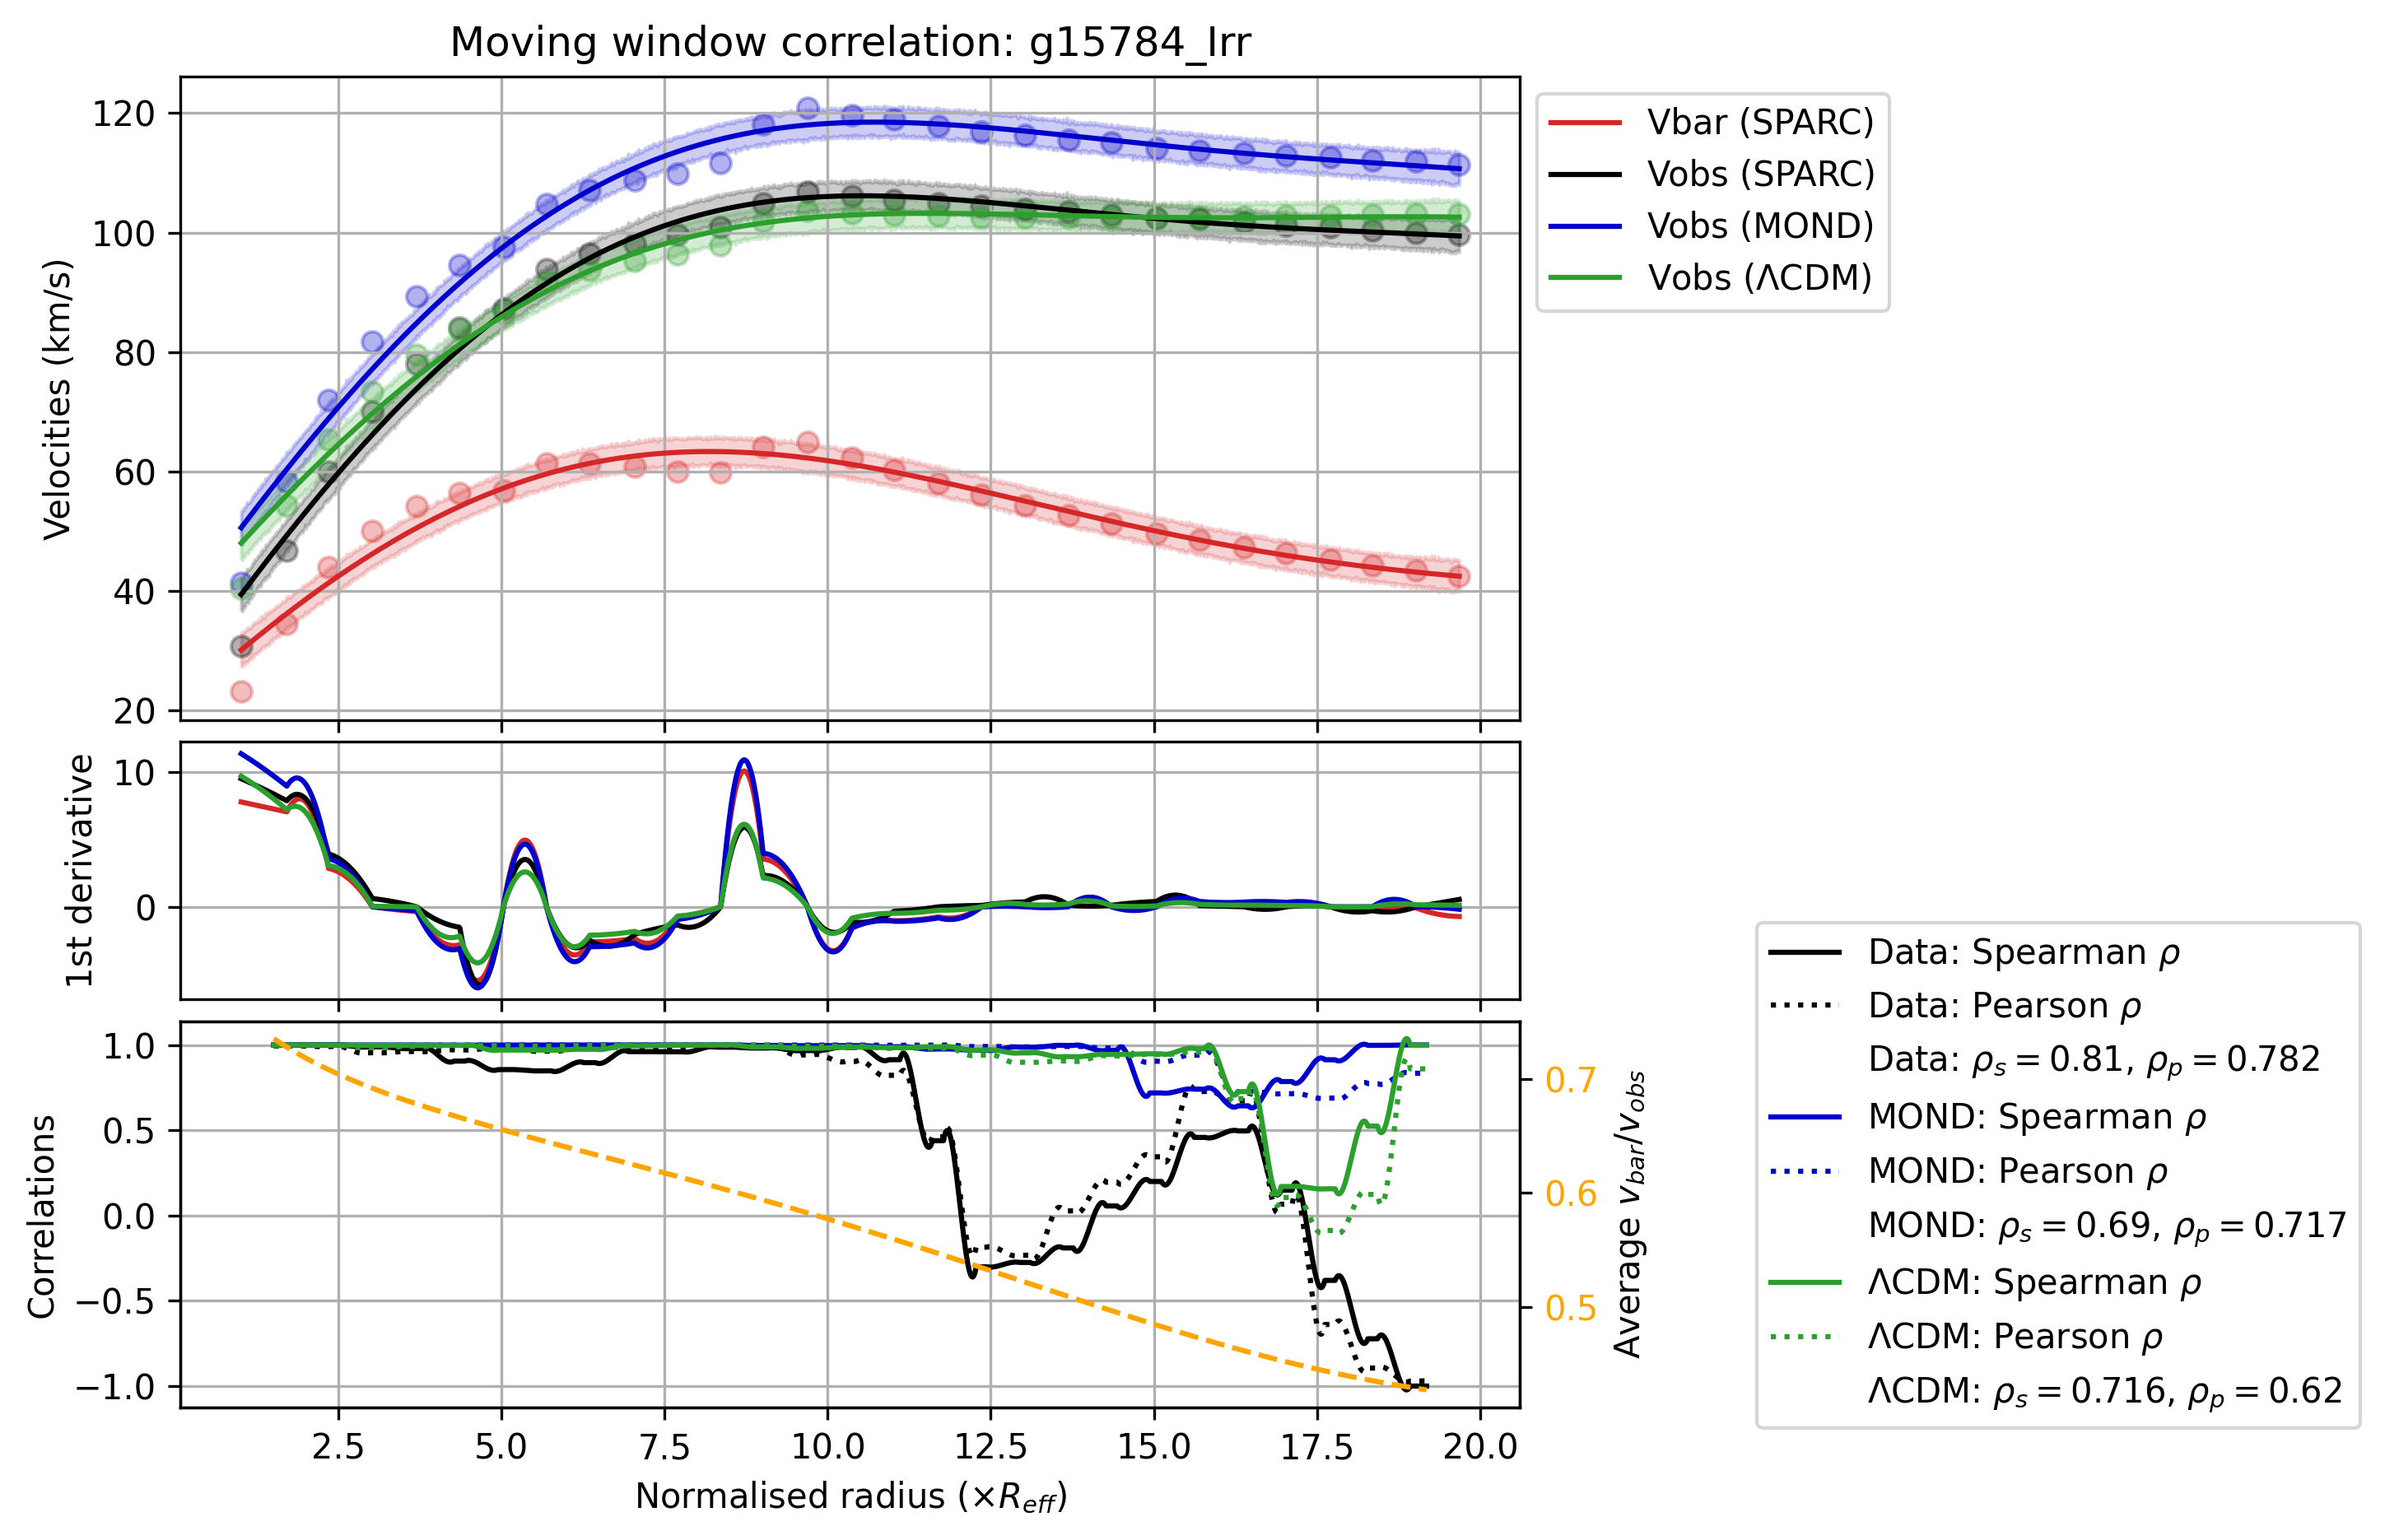 Moving window correlation: g15784_Irr
120
100
80
60
40
20
Velocities (km/s)
Vbar (SPARC)
Vobs (SPARC)
Vobs (MOND)
Vobs (ΛCDM)
10
0
1st derivative
1.0
0.5
0.0
−0.5
−1.0
Correlations
0.7
0.6
0.5
Average v_bar/v_obs
2.5 5.0 7.5 10.0 12.5 15.0 17.5 20.0
Normalised radius (×R_eff)
Data: Spearman ρ
Data: Pearson ρ
Data: ρ_s = 0.81, ρ_p = 0.782
MOND: Spearman ρ
MOND: Pearson ρ
MOND: ρ_s = 0.69, ρ_p = 0.717
ΛCDM: Spearman ρ
ΛCDM: Pearson ρ
ΛCDM: ρ_s = 0.716, ρ_p = 0.62